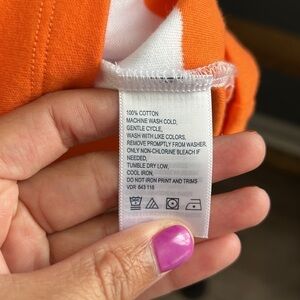 100% COTTON
MACHINE WASH COLD,
GENTLE CYCLE,
WASH WITH LIKE COLORS,
REMOVE PROMPTLY FROM WASHER
ONLY NON-CHLORINE BLEACH IF
NEEDED,
TUMBLE DRY LOW,
COOL IRON,
DO NOT IRON PRINT AND TRIMS
VDR 643 116